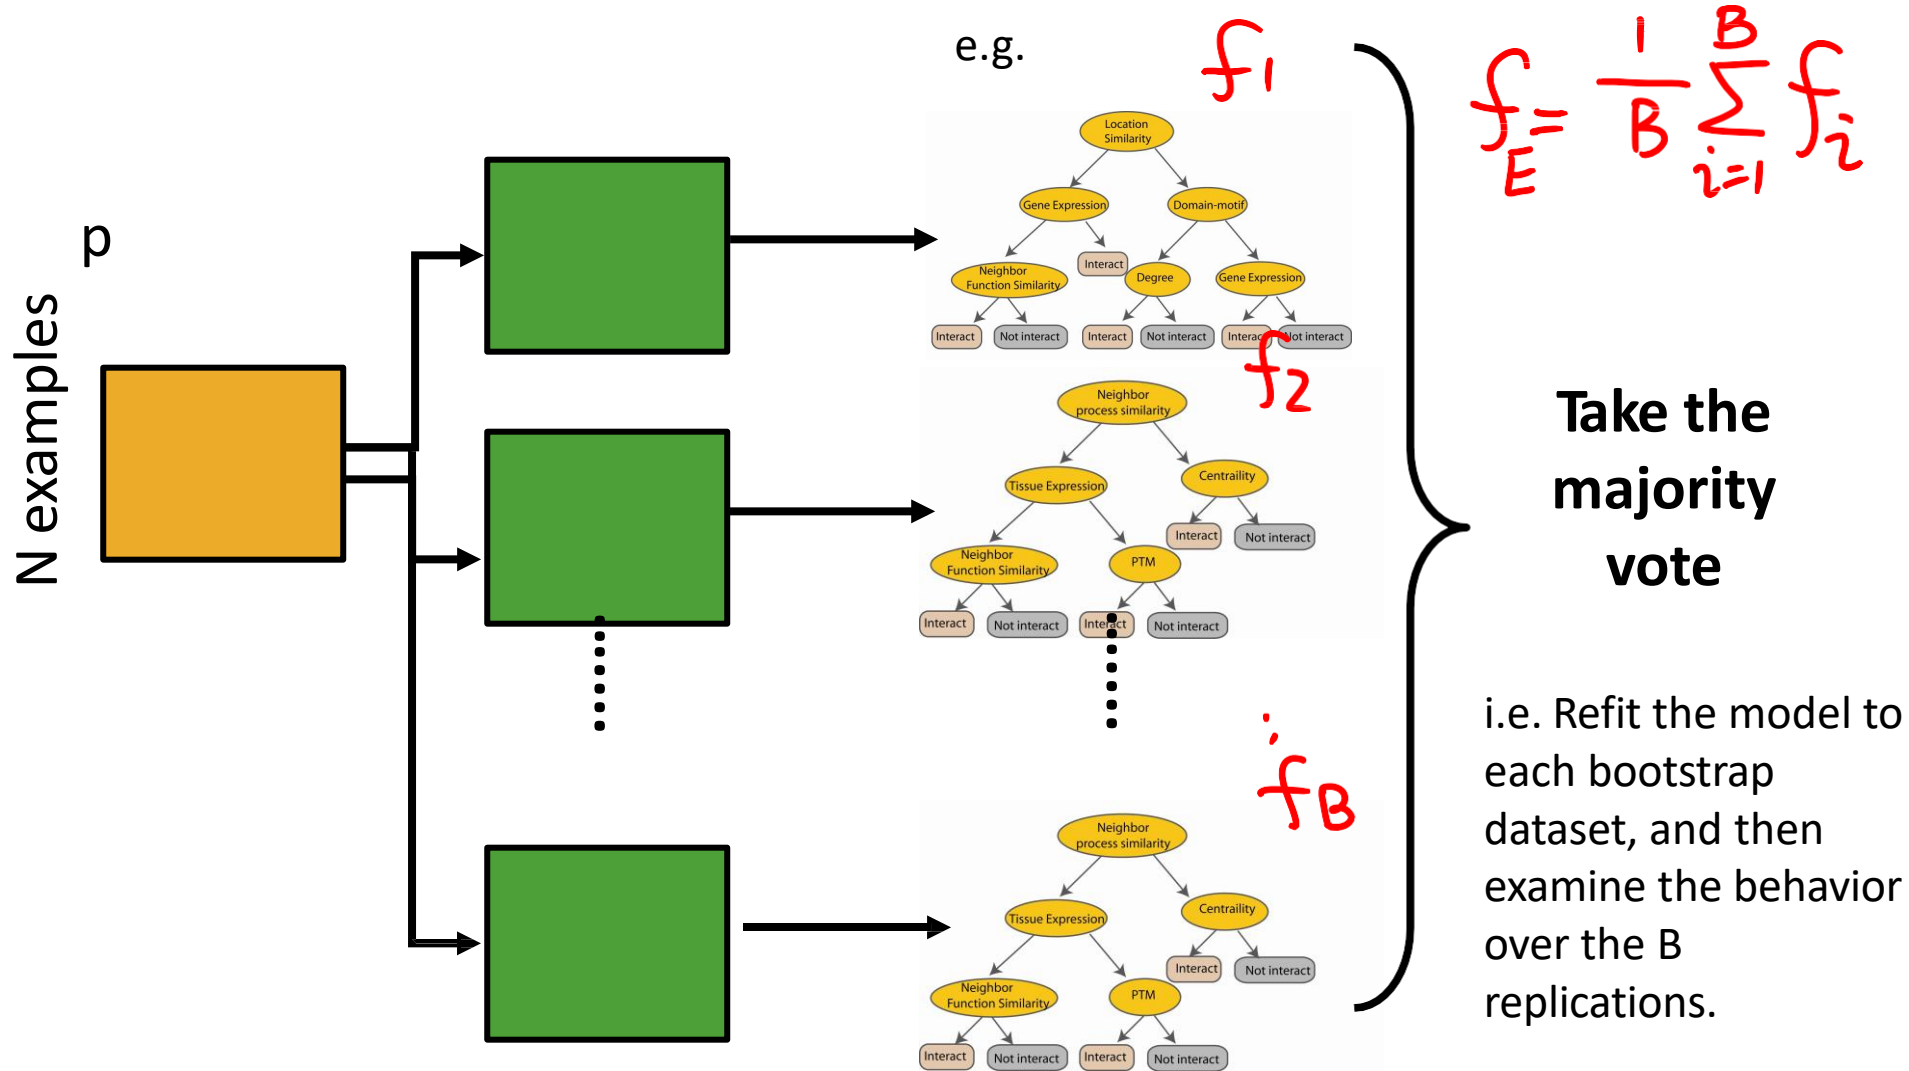 e.g.
f1
f_E = 1/B Σ_{i=1}^{B} f_i
p
N examples
Location
Similarity
Gene Expression
Domain-motif
Interact
Neighbor
Function Similarity
Degree
Gene Expression
Interact
Not interact
Interact
Not interact
Interact
Not interact
f2
Neighbor
process similarity
Tissue Expression
Centraility
Interact
Not interact
Neighbor
Function Similarity
PTM
Interact
Not interact
Interact
Not interact
Take the
majority
vote
fB
Neighbor
process similarity
Tissue Expression
Centraility
Interact
Not interact
Neighbor
Function Similarity
PTM
Interact
Not interact
Interact
Not interact
i.e. Refit the model to
each bootstrap
dataset, and then
examine the behavior
over the B
replications.